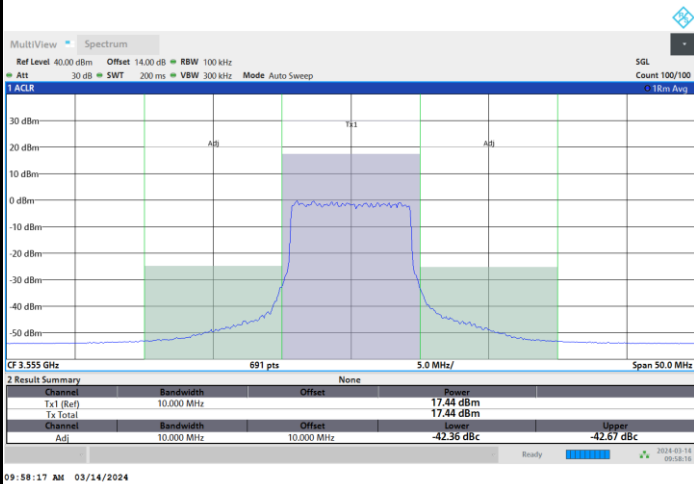 MultiView Spectrum
Ref Level 40.00 dBm Offset 14.00 dB RBW 100 kHz SGL
Att 30 dB SWT 200 ms VBW 300 kHz Mode Auto Sweep Count 100/100
1 ACLR 1Rm Avg
30 dBm
Tx1
20 dBm
Adj Adj
10 dBm
0 dBm
-10 dBm
-20 dBm
-30 dBm
-40 dBm
-50 dBm
CF 3.555 GHz 691 pts 5.0 MHz/ Span 50.0 MHz
2 Result Summary None
Channel Bandwidth Offset Power
Tx1 (Ref) 10.000 MHz 17.44 dBm
Tx Total 17.44 dBm
Channel Bandwidth Offset Lower Upper
Adj 10.000 MHz 10.000 MHz -42.36 dBc -42.67 dBc
Ready 2024-03-14
09:58:18
09:58:17 AM 03/14/2024